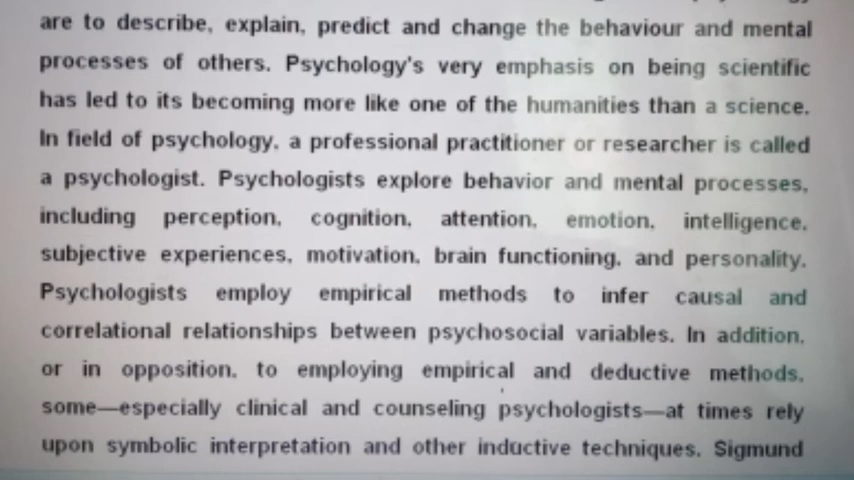 are to describe, explain, predict and change the behaviour and mental
processes of others. Psychology's very emphasis on being scientific
has led to its becoming more like one of the humanities than a science.
In field of psychology, a professional practitioner or researcher is called
a psychologist. Psychologists explore behavior and mental processes,
including perception, cognition, attention, emotion, intelligence,
subjective experiences, motivation, brain functioning, and personality.
Psychologists employ empirical methods to infer causal and
correlational relationships between psychosocial variables. In addition,
or in opposition, to employing empirical and deductive methods,
some—especially clinical and counseling psychologists—at times rely
upon symbolic interpretation and other inductive techniques. Sigmund